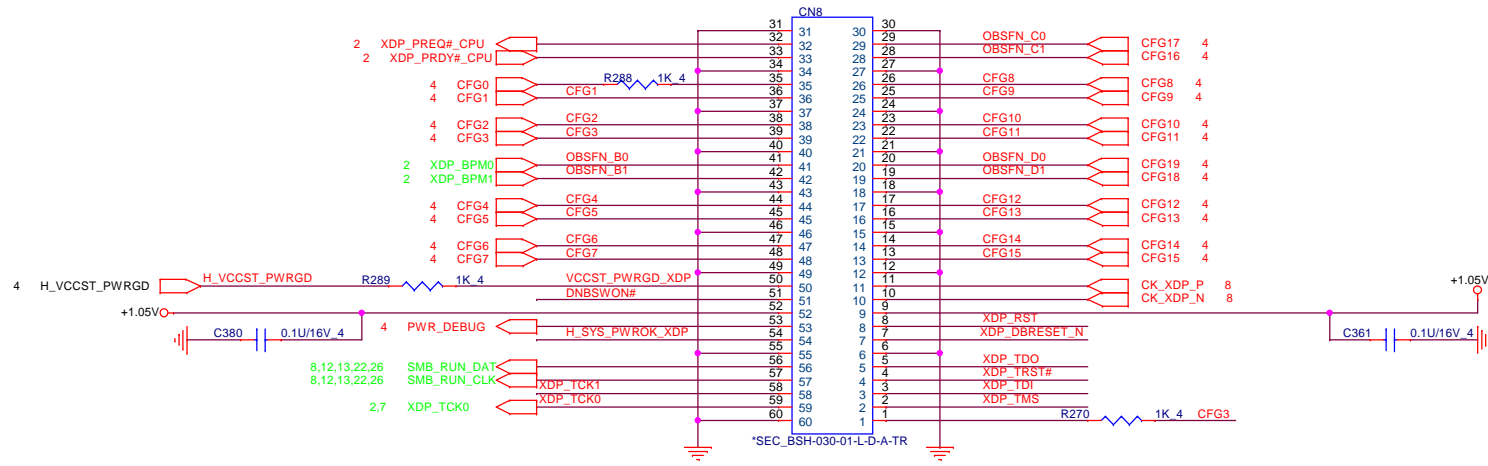 CN8
31 31 30 30
2 XDP_PREQ#_CPU 32 32 29 29 OBSFN_C0 CFG17 4
2 XDP_PRDY#_CPU 33 33 28 28 OBSFN_C1 CFG16 4
34 34 27 27
4 CFG0 R288 1K_4 35 35 26 26 CFG8 CFG8 4
4 CFG1 CFG1 36 36 25 25 CFG9 CFG9 4
37 37 24 24
4 CFG2 CFG2 38 38 23 23 CFG10 CFG10 4
4 CFG3 CFG3 39 39 22 22 CFG11 CFG11 4
40 40 21 21
2 XDP_BPM0 OBSFN_B0 41 41 20 20 OBSFN_D0 CFG19 4
2 XDP_BPM1 OBSFN_B1 42 42 19 19 OBSFN_D1 CFG18 4
43 43 18 18
4 CFG4 CFG4 44 44 17 17 CFG12 CFG12 4
4 CFG5 CFG5 45 45 16 16 CFG13 CFG13 4
46 46 15 15
4 CFG6 CFG6 47 47 14 14 CFG14 CFG14 4
4 CFG7 CFG7 48 48 13 13 CFG15 CFG15 4
49 49 12 12
4 H_VCCST_PWRGD H_VCCST_PWRGD R289 1K_4 VCCST_PWRGD_XDP 50 50 11 11 CK_XDP_P 8
DNBSWON# 51 51 10 10 CK_XDP_N 8
+1.05V 52 52 9 9 +1.05V
4 PWR_DEBUG 53 53 8 8 XDP_RST
C380 0.1U/16V_4 H_SYS_PWROK_XDP 54 54 7 7 XDP_DBRESET_N C361 0.1U/16V_4
55 55 6 6
8,12,13,22,26 SMB_RUN_DAT 56 56 5 5 XDP_TDO
8,12,13,22,26 SMB_RUN_CLK 57 57 4 4 XDP_TRST#
XDP_TCK1 58 58 3 3 XDP_TDI
2,7 XDP_TCK0 XDP_TCK0 59 59 2 2 XDP_TMS
60 60 1 1 R270 1K_4 CFG3
*SEC_BSH-030-01-L-D-A-TR